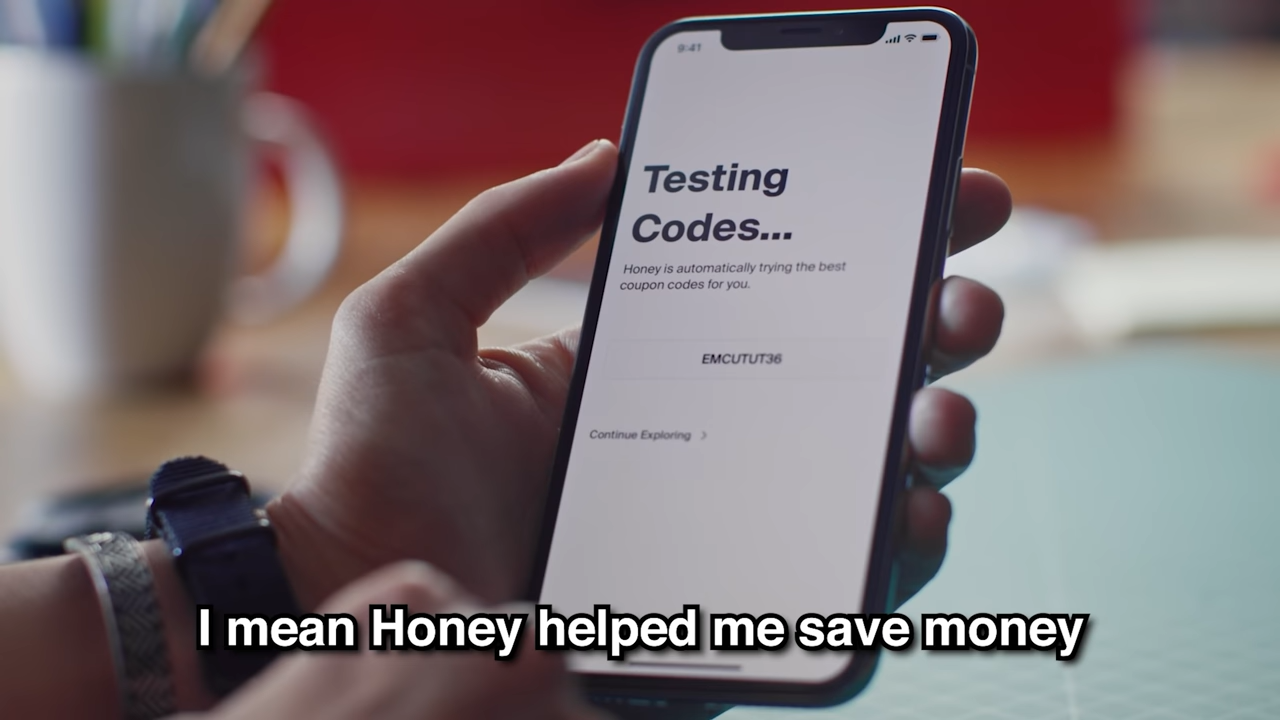 9:41
Testing
Codes...
Honey is automatically trying the best
coupon codes for you.
EMCUTUT36
Continue Exploring
I mean Honey helped me save money